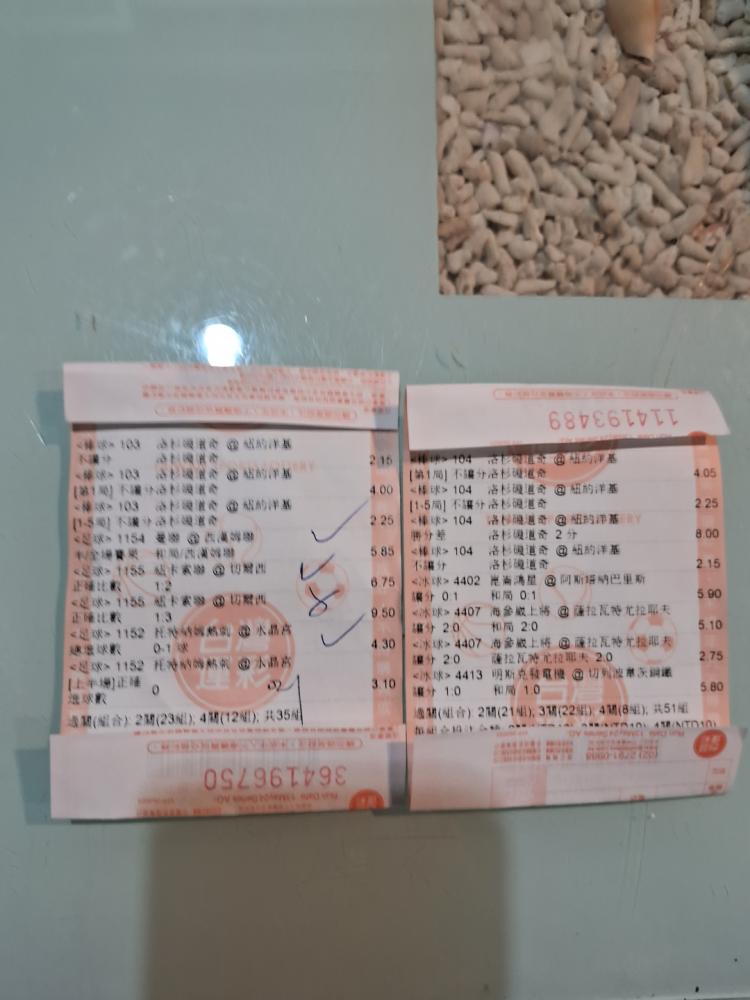 <棒球> 103 洛杉磯道奇 @ 紐約洋基
不讓分 洛杉磯道奇 2.15
<棒球> 103 洛杉磯道奇 @ 紐約洋基
[第1局] 不讓分 洛杉磯道奇 4.00
<棒球> 103 洛杉磯道奇 @ 紐約洋基
[1-5局] 不讓分 洛杉磯道奇 2.25
<足球> 1154 曼聯 @ 西漢姆聯
半/全場賽果 和局/西漢姆聯 5.85
<足球> 1155 紐卡索聯 @ 切爾西
正確比數 1:2 6.75
<足球> 1155 紐卡索聯 @ 切爾西
正確比數 1:3 9.50
<足球> 1152 托特納姆熱刺 @ 水晶宮
總進球數 0-1 球 4.30
<足球> 1152 托特納姆熱刺 @ 水晶宮
[上半場]正確
進球數 0 3.10
過關(組合): 2關(23組); 4關(12組); 共35組
364196750
台灣
運彩
114193489
<棒球> 104 洛杉磯道奇 @ 紐約洋基
[第1局] 不讓分 洛杉磯道奇 4.05
<棒球> 104 洛杉磯道奇 @ 紐約洋基
[1-5局] 不讓分 洛杉磯道奇 2.25
<棒球> 104 洛杉磯道奇 @ 紐約洋基
勝分差 洛杉磯道奇 2 分 8.00
<棒球> 104 洛杉磯道奇 @ 紐約洋基
不讓分 洛杉磯道奇 2.15
<冰球> 4402 崑崙鴻星 @ 阿斯塔納巴里斯
讓分 0:1 和局 0:1 5.90
<冰球> 4407 海參崴上將 @ 薩拉瓦特尤拉耶夫
讓分 2:0 和局 2:0 5.10
<冰球> 4407 海參崴上將 @ 薩拉瓦特尤拉耶夫
讓分 2:0 薩拉瓦特尤拉耶夫 2:0 2.75
<冰球> 4413 明斯克發電機 @ 切列波韋茨鋼鐵
讓分 1:0 和局 1:0 5.80
過關(組合): 2關(21組); 3關(22組); 4關(8組); 共51組